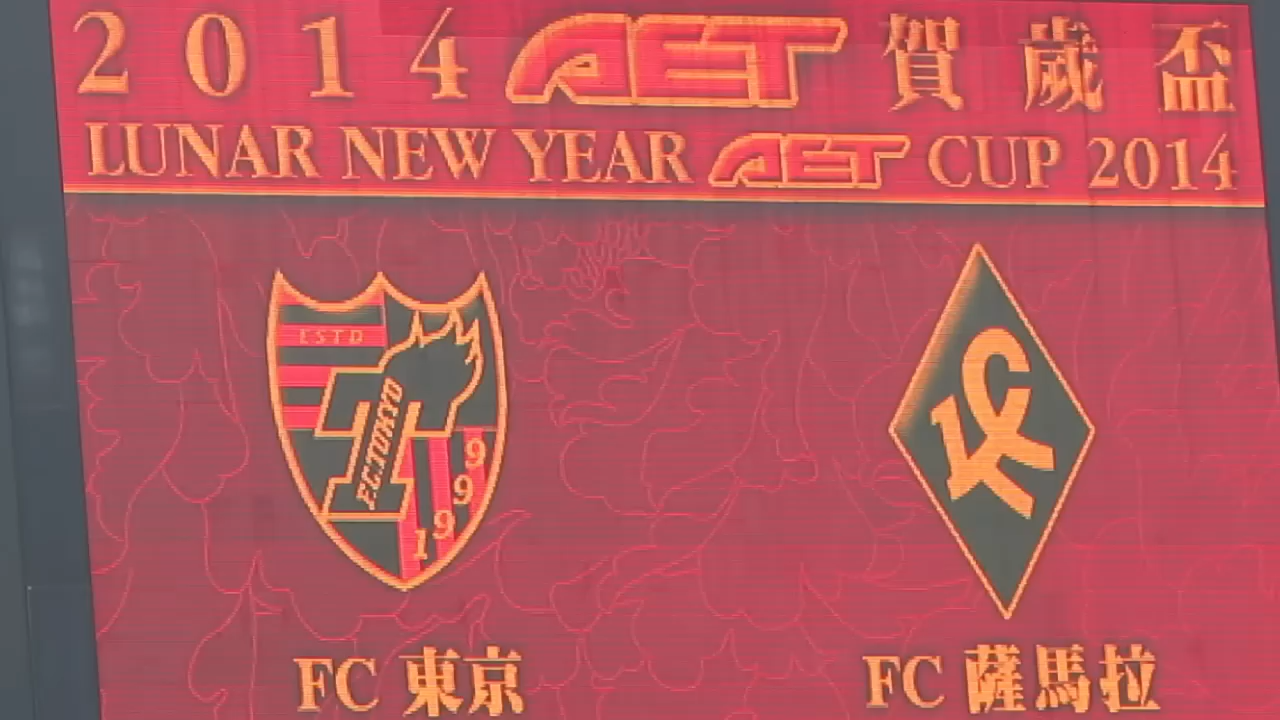 2014 AET 賀歲盃
LUNAR NEW YEAR AET CUP 2014
ESTD
F.C.TOKYO
1999
FC 東京
FC 薩馬拉